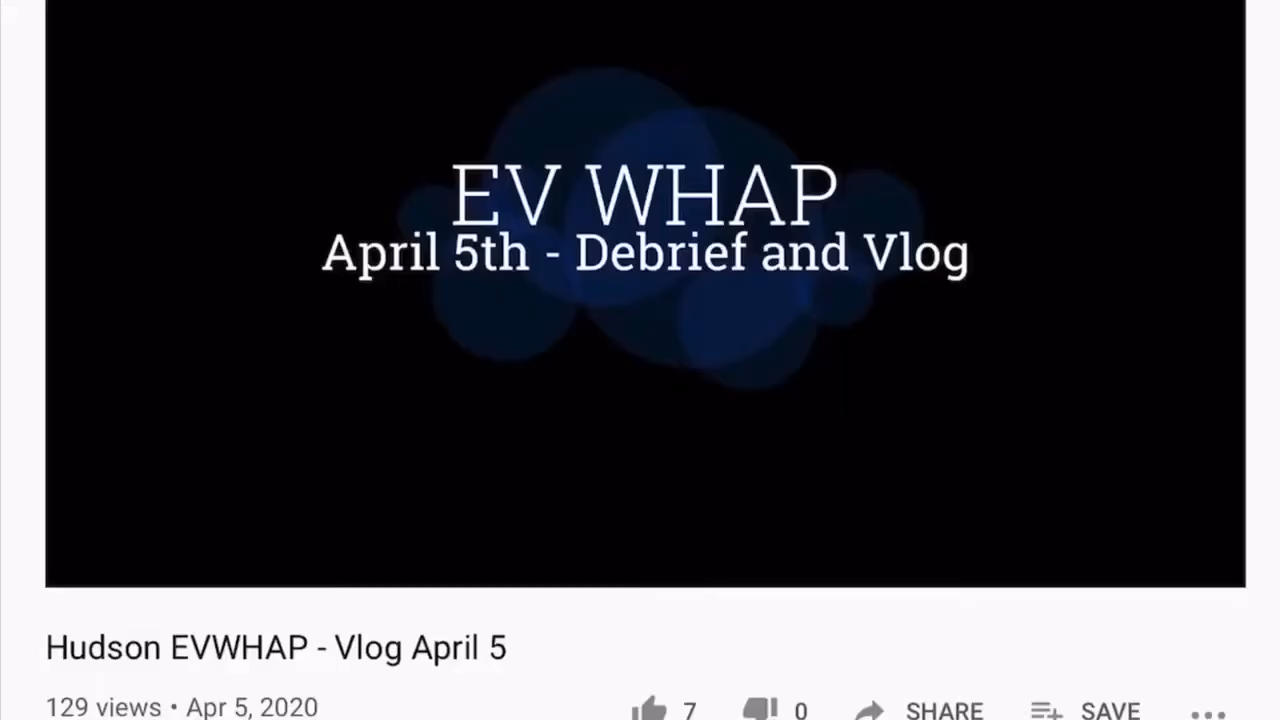 EV WHAP
April 5th - Debrief and Vlog
Hudson EVWHAP - Vlog April 5
129 views • Apr 5, 2020
7
0
SHARE
SAVE